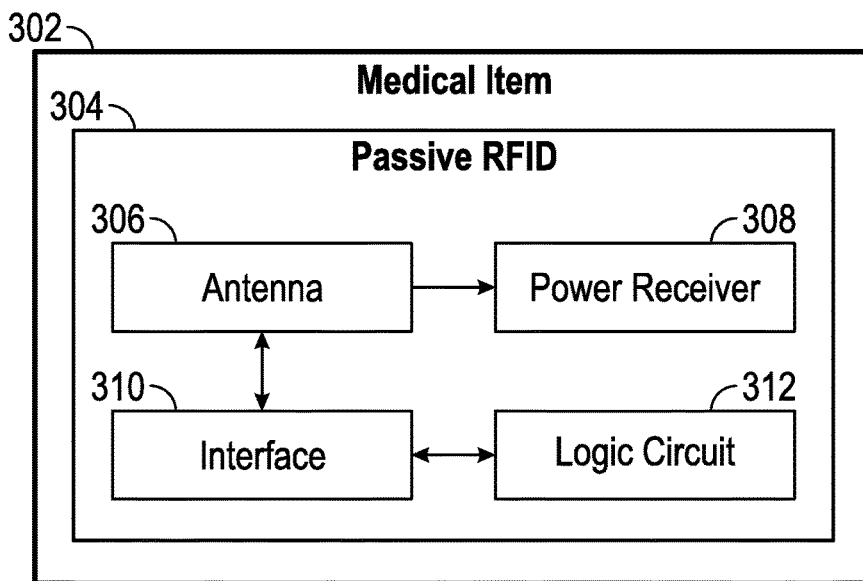 302
Medical Item
304
Passive RFID
306
308
Antenna
Power Receiver
310
312
Interface
Logic Circuit